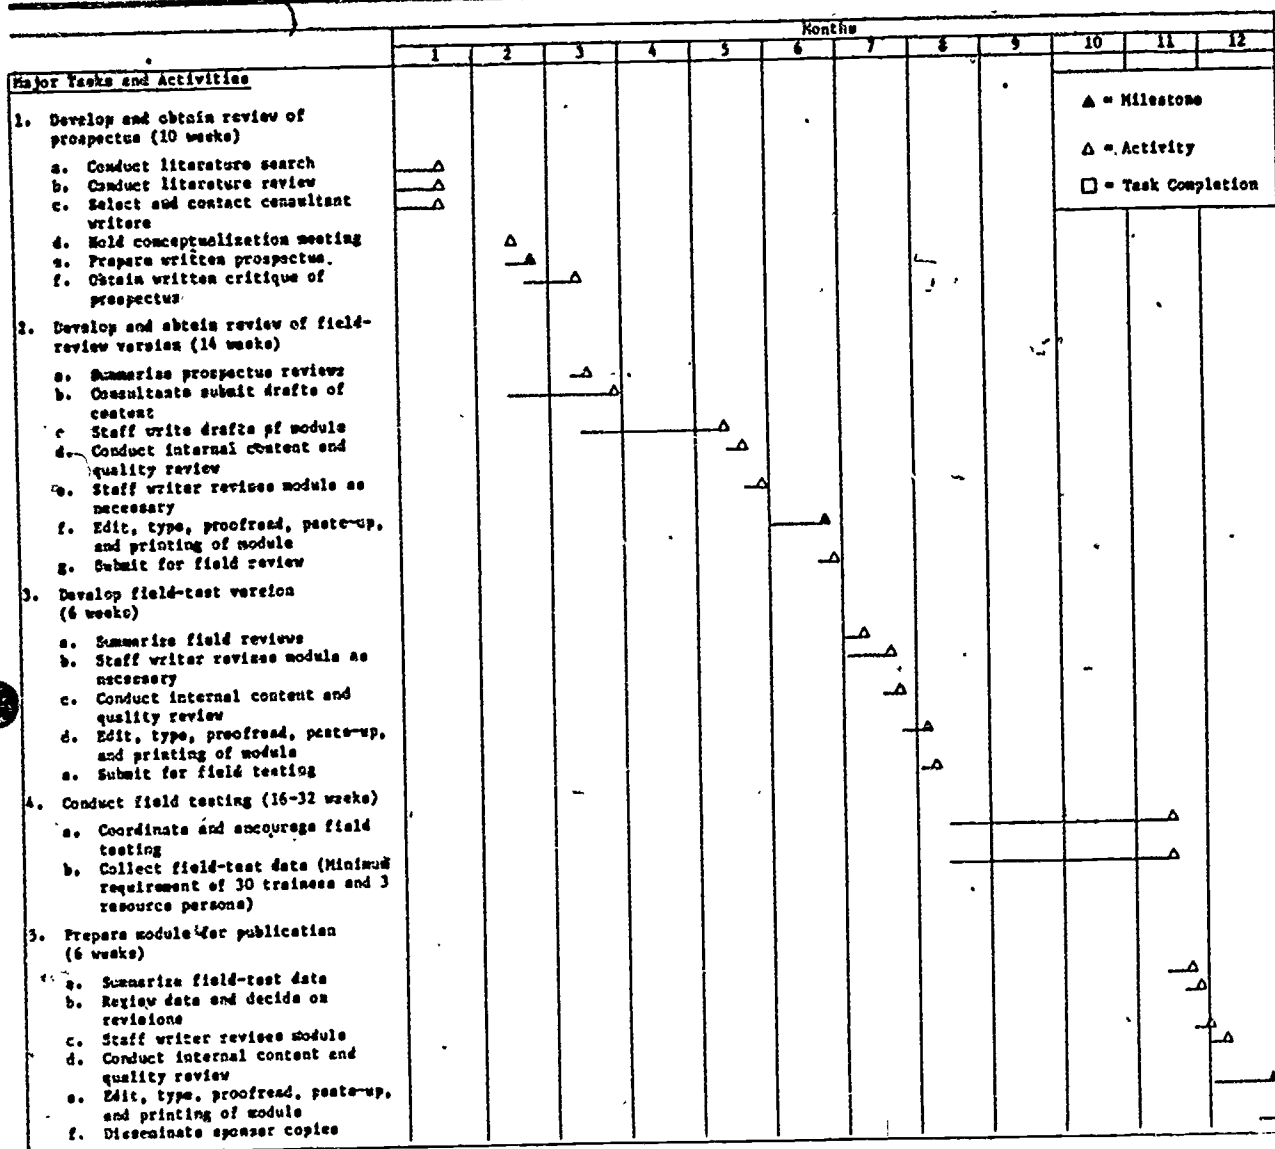 Months
1 2 3 4 5 6 7 8 9 10 11 12
Major Tasks and Activities
▲ = Milestone
△ = Activity
□ = Task Completion
1. Develop and obtain review of
prospectus (10 weeks)
a. Conduct literature search
b. Conduct literature review
c. Select and contact consultant
writers
d. Hold conceptualization meeting
e. Prepare written prospectus.
f. Obtain written critique of
prospectus
2. Develop and obtain review of field-
review version (14 weeks)
a. Summarize prospectus reviews
b. Consultants submit drafts of
content
c Staff write drafts of module
d. Conduct internal content and
quality review
e. Staff writer revises module as
necessary
f. Edit, type, proofread, paste-up,
and printing of module
g. Submit for field review
3. Develop field-test version
(6 weeks)
a. Summarize field reviews
b. Staff writer revises module as
necessary
c. Conduct internal content and
quality review
d. Edit, type, proofread, paste-up,
and printing of module
e. Submit for field testing
4. Conduct field testing (16-32 weeks)
a. Coordinate and encourage field
testing
b. Collect field-test data (Minimum
requirement of 30 trainees and 3
resource persons)
5. Prepare module for publication
(6 weeks)
a. Summarize field-test data
b. Review data and decide on
revisions
c. Staff writer revises module
d. Conduct internal content and
quality review
e. Edit, type, proofread, paste-up,
and printing of module
f. Disseminate sponsor copies